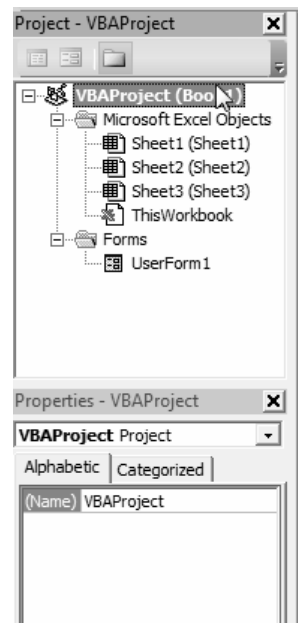 Project - VBAProject
VBAProject (Boo
Microsoft Excel Objects
Sheet1 (Sheet1)
Sheet2 (Sheet2)
Sheet3 (Sheet3)
ThisWorkbook
Forms
UserForm1
Properties - VBAProject
VBAProject Project
Alphabetic Categorized
(Name) VBAProject